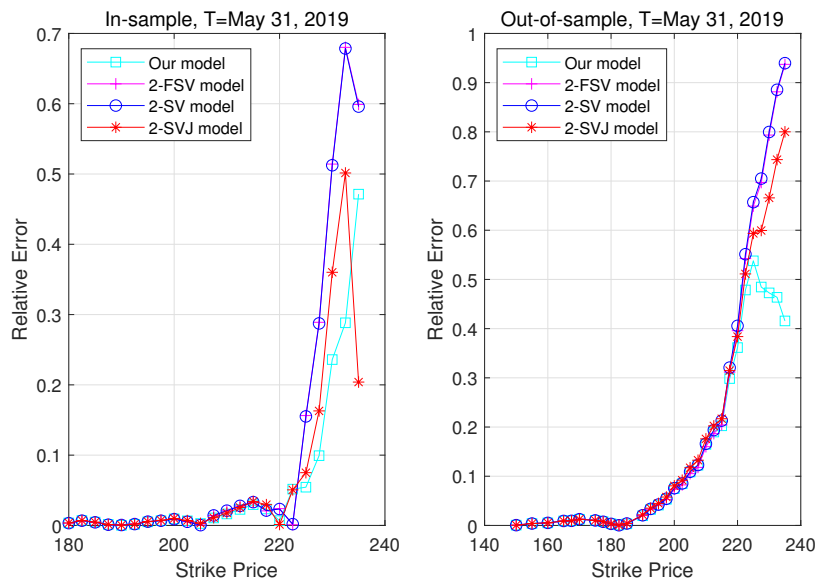 In-sample, T=May 31, 2019
0.7
0.6
0.5
0.4
0.3
0.2
0.1
0
180
200
220
240
Relative Error
Strike Price
Our model
2-FSV model
2-SV model
2-SVJ model
Out-of-sample, T=May 31, 2019
1
0.9
0.8
0.7
0.6
0.5
0.4
0.3
0.2
0.1
0
140
160
180
200
220
240
Relative Error
Strike Price
Our model
2-FSV model
2-SV model
2-SVJ model